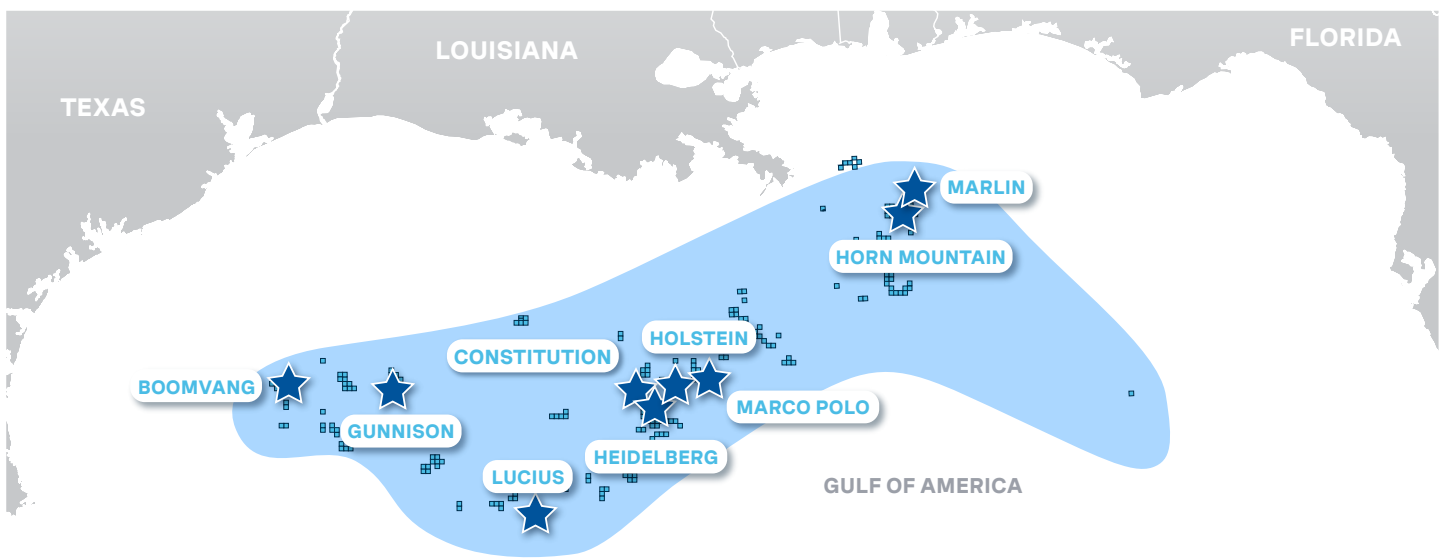 FLORIDA
LOUISIANA
TEXAS
MARLIN
HORN MOUNTAIN
HOLSTEIN
CONSTITUTION
BOOMVANG
MARCO POLO
GUNNISON
HEIDELBERG
LUCIUS
GULF OF AMERICA